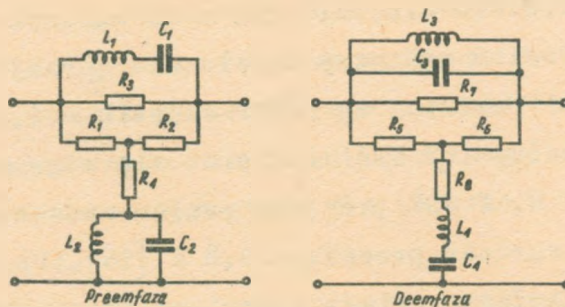 L₁ C₁
R₃
R₁ R₂
R₄
L₂ C₂
Preemfaza
L₃
C₃
R₇
R₅ R₆
R₈
L₄
C₄
Deemfaza